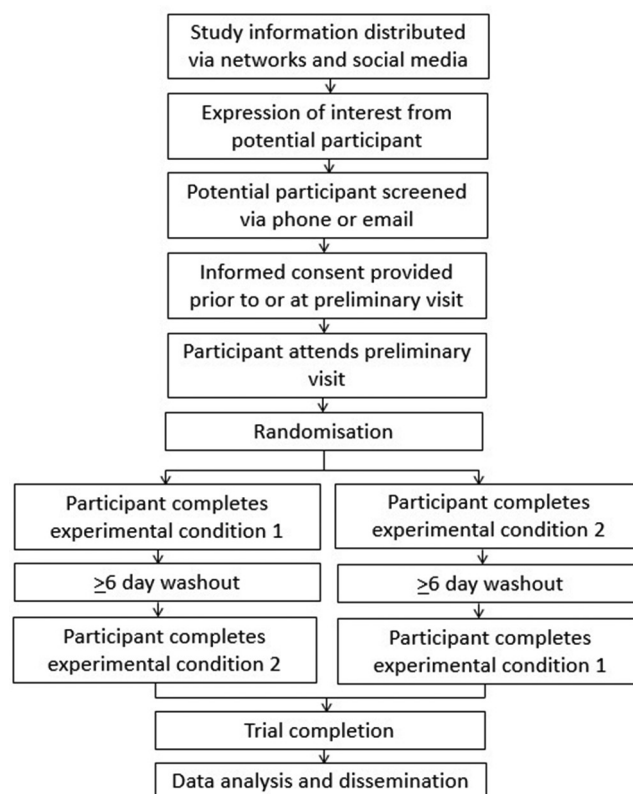 Study information distributed
via networks and social media
Expression of interest from
potential participant
Potential participant screened
via phone or email
Informed consent provided
prior to or at preliminary visit
Participant attends preliminary
visit
Randomisation
Participant completes
experimental condition 1
≥6 day washout
Participant completes
experimental condition 2
Participant completes
experimental condition 2
≥6 day washout
Participant completes
experimental condition 1
Trial completion
Data analysis and dissemination